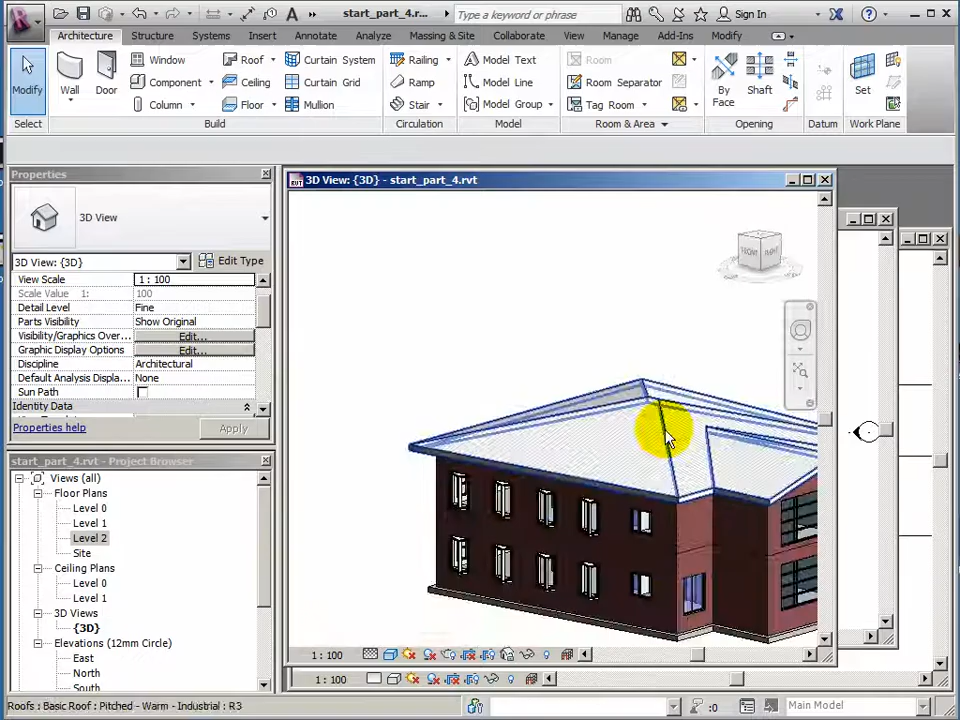 start_part_4.r...
Type a keyword or phrase
Sign In
Architecture Structure Systems Insert Annotate Analyze Massing & Site Collaborate View Manage Add-Ins Modify
Modify
Wall
Door
Window
Component
Column
Roof
Ceiling
Floor
Curtain System
Curtain Grid
Mullion
Railing
Ramp
Stair
Model Text
Model Line
Model Group
Room
Room Separator
Tag Room
By
Face
Shaft
Set
Select Build Circulation Model Room & Area Opening Datum Work Plane
Properties
3D View
3D View: {3D} Edit Type
View Scale 1 : 100
Scale Value 1: 100
Detail Level Fine
Parts Visibility Show Original
Visibility/Graphics Over... Edit...
Graphic Display Options Edit...
Discipline Architectural
Default Analysis Displa... None
Sun Path
Identity Data
Properties help Apply
start_part_4.rvt - Project Browser
Views (all)
Floor Plans
Level 0
Level 1
Level 2
Site
Ceiling Plans
Level 0
Level 1
3D Views
{3D}
Elevations (12mm Circle)
East
North
South
3D View: {3D} - start_part_4.rvt
FRONT RIGHT
1 : 100
1 : 100
Roofs : Basic Roof : Pitched - Warm - Industrial : R3
:0
Main Model